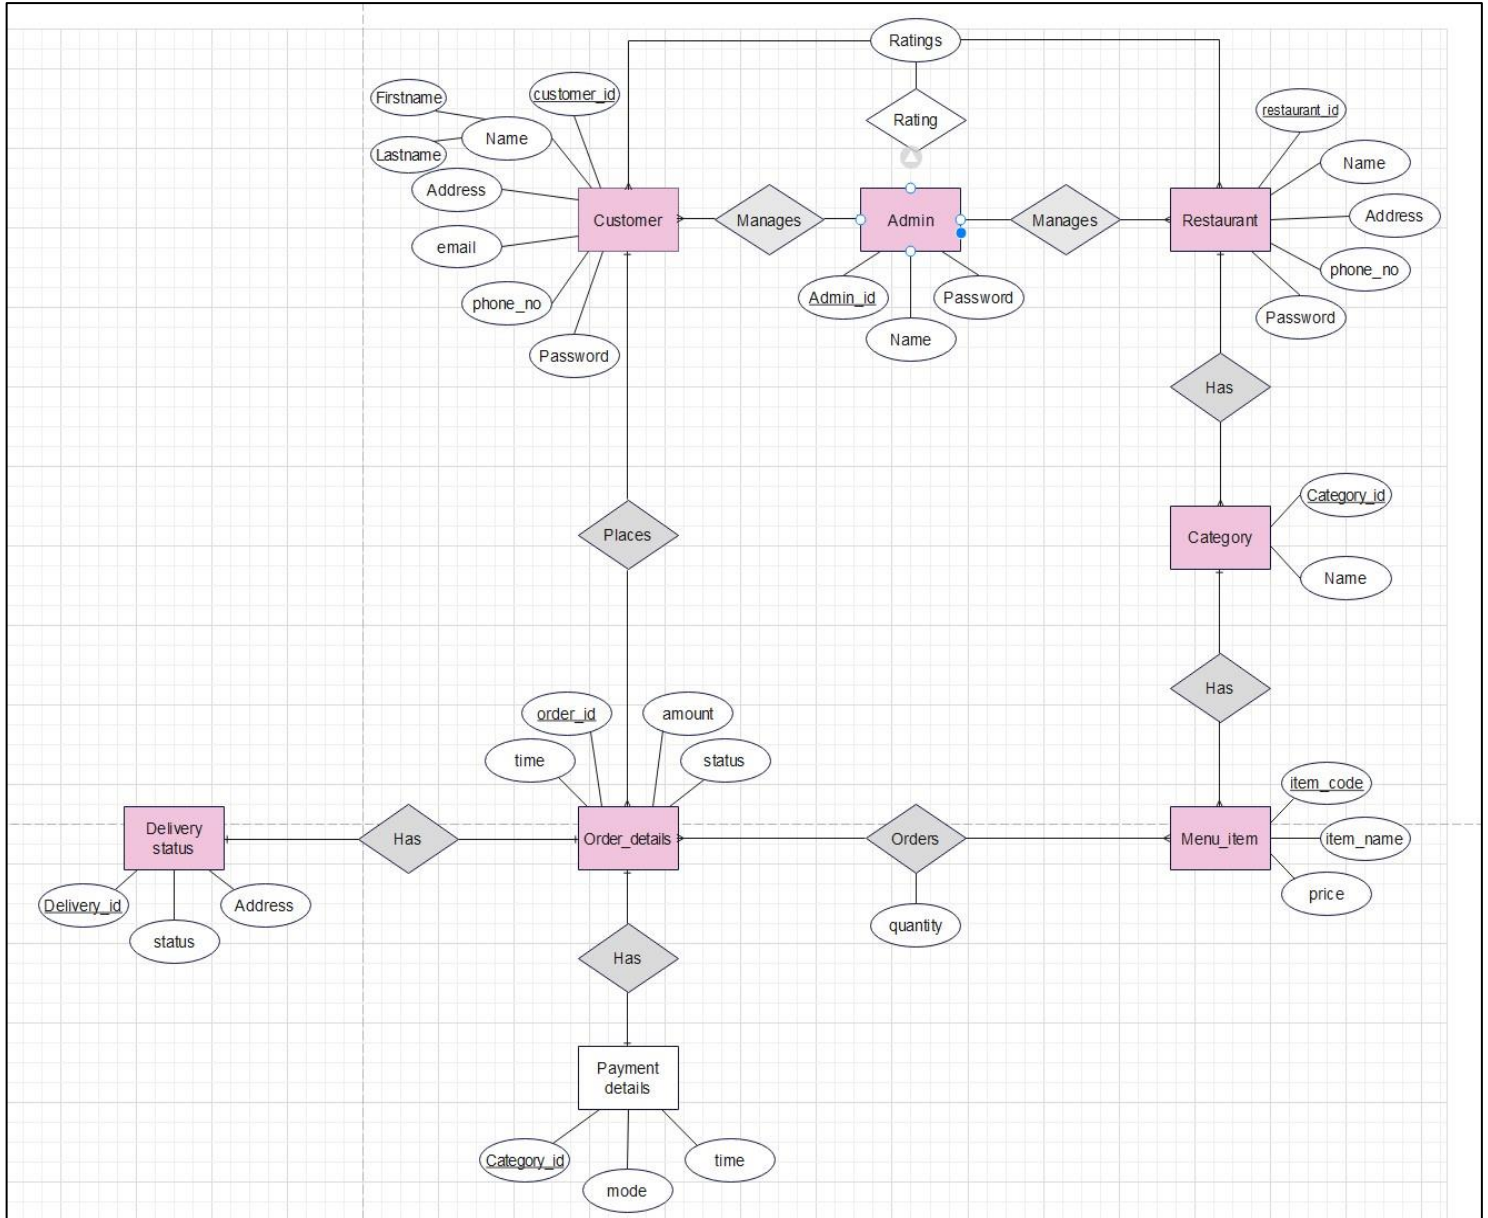 Ratings
Firstname
customer_id
Name
Lastname
Address
email
phone_no
Password
Customer
Manages
Rating
Admin
Admin_id
Name
Password
Manages
Restaurant
restaurant_id
Name
Address
phone_no
Password
Has
Category
Category_id
Name
Places
Has
order_id
amount
time
status
Delivery
status
Has
Order_details
Orders
Menu_item
item_code
item_name
price
Delivery_id
status
Address
quantity
Has
Payment
details
Category_id
mode
time